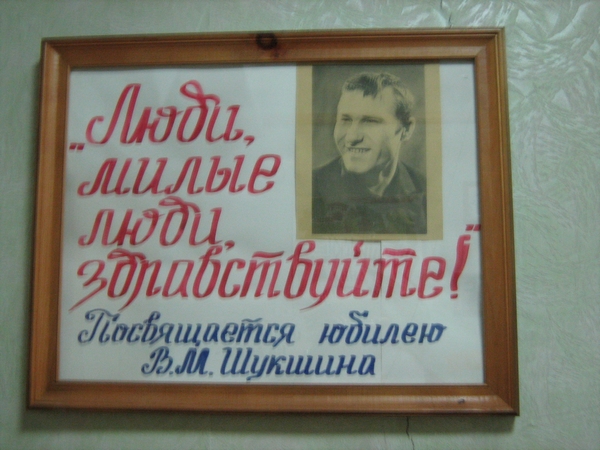 „Люди,
милые
люди,
здравствуйте!"
Посвящается юбилею
В.М. Шукшина